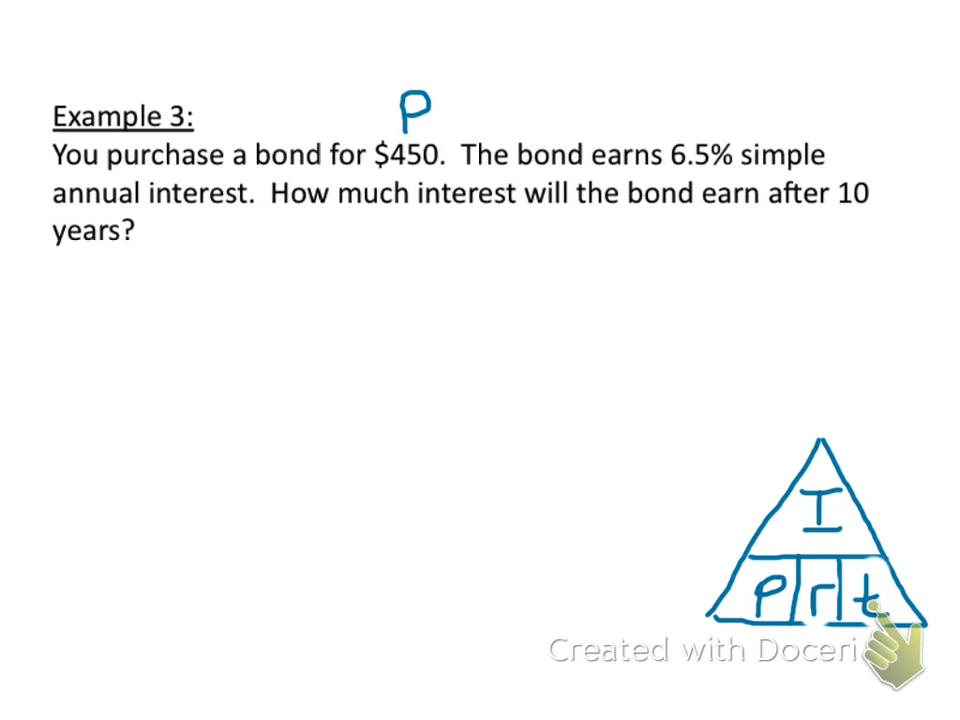 Example 3:
P
You purchase a bond for $450.  The bond earns 6.5% simple
annual interest.  How much interest will the bond earn after 10
years?
I
P r t
Created with Doceri